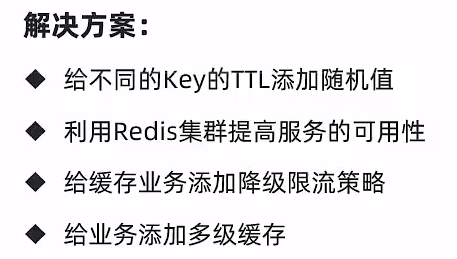 解决方案：
◆ 给不同的Key的TTL添加随机值
◆ 利用Redis集群提高服务的可用性
◆ 给缓存业务添加降级限流策略
◆ 给业务添加多级缓存